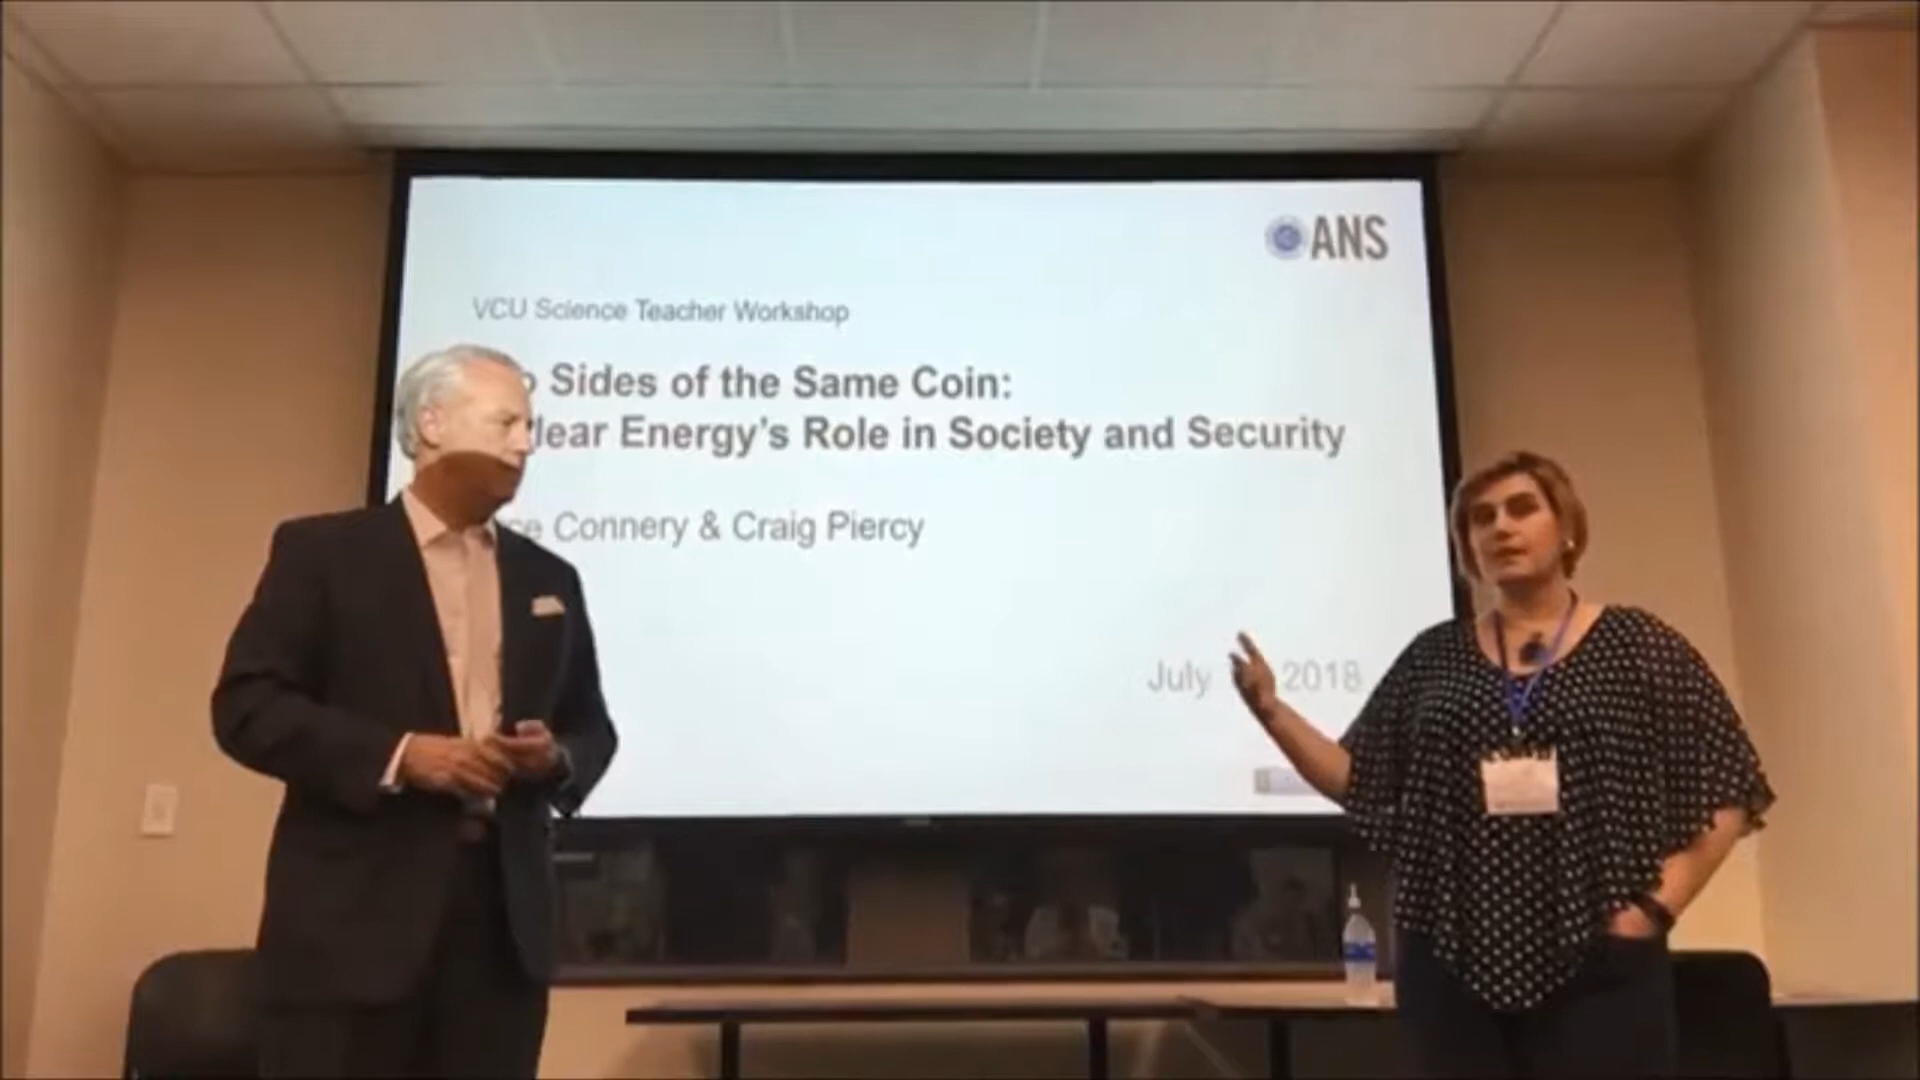 ANS
VCU Science Teacher Workshop
Sides of the Same Coin:
Energy's Role in Society and Security
Connery & Craig Piercy
July 2018